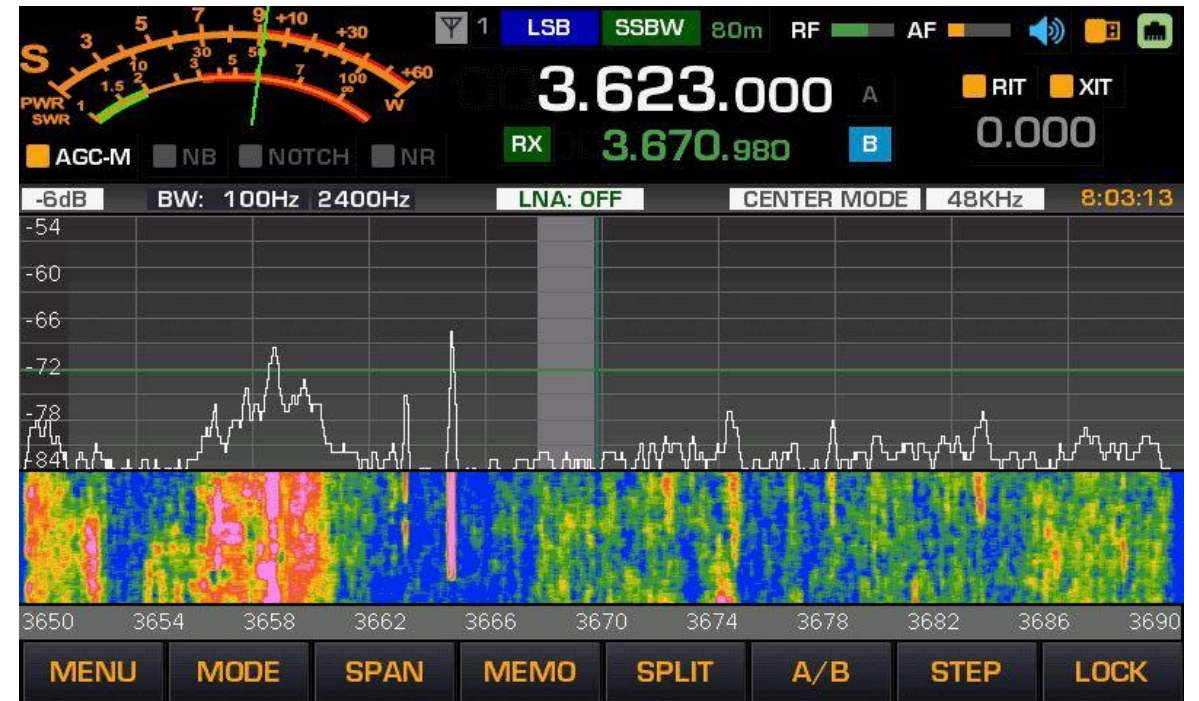 S 3 5 7 9 +10 +30 +60
10 30 3 5 50 7 100 ∞ W
PWR 1 1.5 2
SWR
1 LSB SSBW 80m RF AF
3.623.000 A RIT XIT
RX 3.670.980 B 0.000
AGC-M NB NOTCH NR
-6dB BW: 100Hz 2400Hz LNA: OFF CENTER MODE 48KHz 8:03:13
-54
-60
-66
-72
-78
-84
3650 3654 3658 3662 3666 3670 3674 3678 3682 3686 3690
MENU MODE SPAN MEMO SPLIT A/B STEP LOCK